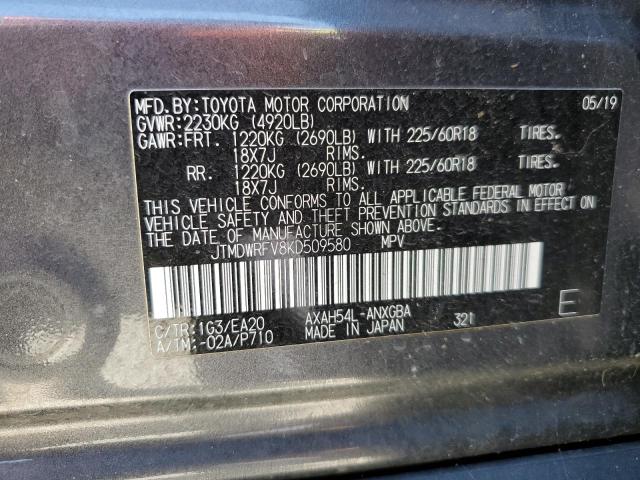 MFD.BY:TOYOTA MOTOR CORPORATION 05/19
GVWR:2230KG (4920LB)
GAWR:FRT. 1220KG (2690LB) WITH 225/60R18 TIRES.
18X7J RIMS.
RR. 1220KG (2690LB) WITH 225/60R18 TIRES.
18X7J RIMS.
THIS VEHICLE CONFORMS TO ALL APPLICABLE FEDERAL MOTOR
VEHICLE SAFETY AND THEFT PREVENTION STANDARDS IN EFFECT ON
THE DATE OF MANUFACTURE SHOWN ABOVE.
JTMDWRFV8KD509580 MPV
C/TR:1G3/EA20 AXAH54L-ANXGBA 321 E
A/TM:-02A/P710 MADE IN JAPAN